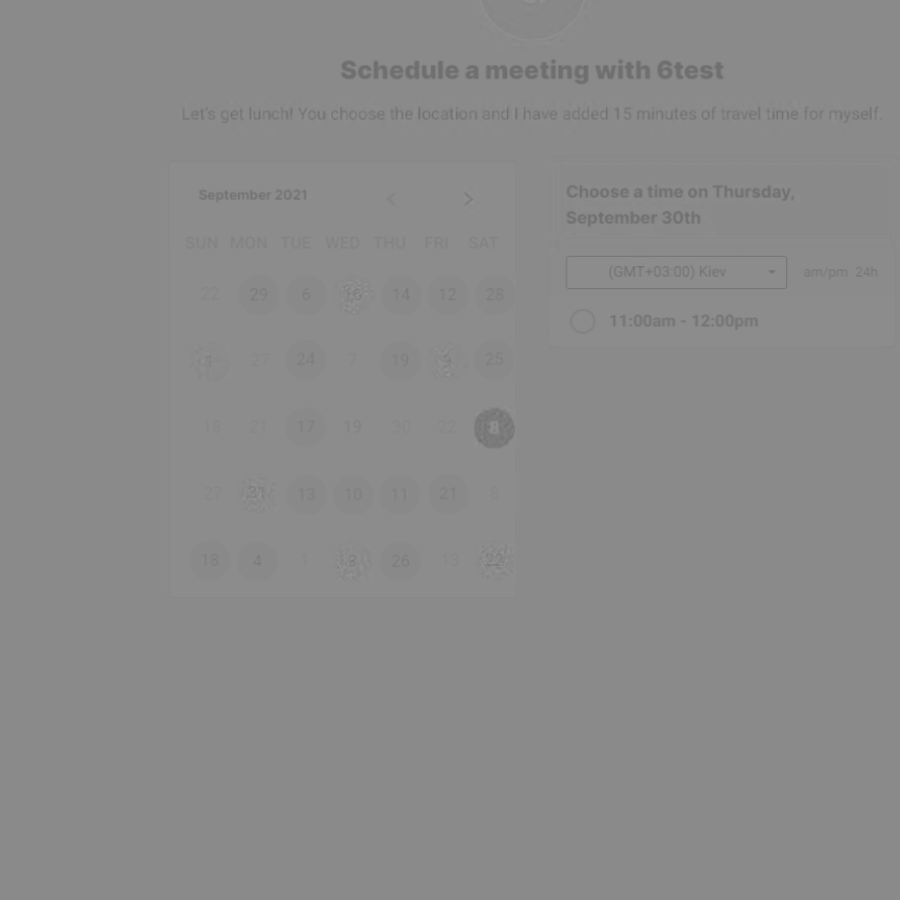 Schedule a meeting with 6test
Let's get lunch! You choose the location and I have added 15 minutes of travel time for myself.
September 2021
SUN MON TUE WED THU FRI SAT
22 29 6 16 14 12 28
1 27 24 7 19 9 25
18 21 17 19 30 22 8
27 31 13 10 11 21 8
18 4 1 18 26 13 22
Choose a time on Thursday,
September 30th
(GMT+03:00) Kiev am/pm 24h
11:00am - 12:00pm